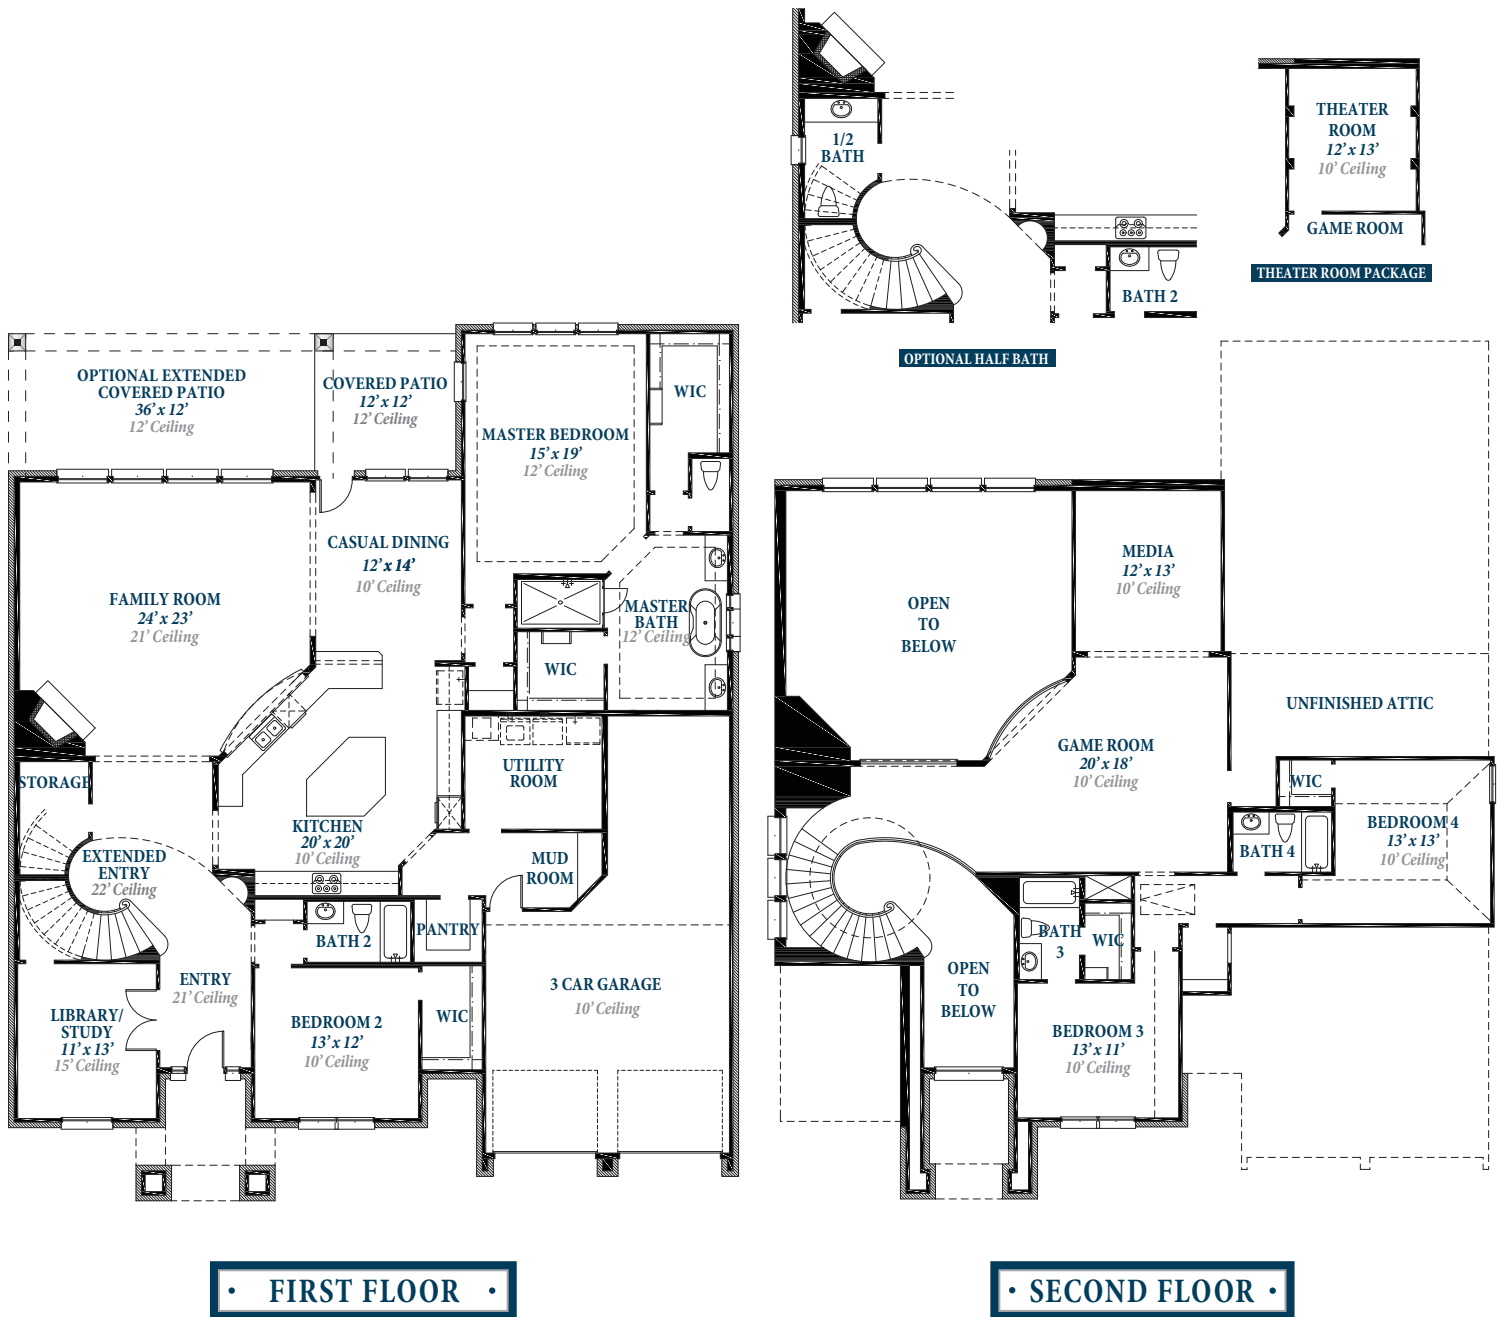 1/2
BATH
BATH 2
OPTIONAL HALF BATH
THEATER
ROOM
12’ x 13’
10’ Ceiling
GAME ROOM
THEATER ROOM PACKAGE
OPTIONAL EXTENDED
COVERED PATIO
36’ x 12’
12’ Ceiling
COVERED PATIO
12’ x 12’
12’ Ceiling
MASTER BEDROOM
15’ x 19’
12’ Ceiling
WIC
CASUAL DINING
12’ x 14’
10’ Ceiling
FAMILY ROOM
24’ x 23’
21’ Ceiling
MASTER
BATH
12’ Ceiling
WIC
STORAGE
UTILITY
ROOM
KITCHEN
20’ x 20’
10’ Ceiling
EXTENDED
ENTRY
22’ Ceiling
MUD
ROOM
BATH 2
PANTRY
ENTRY
21’ Ceiling
3 CAR GARAGE
10’ Ceiling
LIBRARY/
STUDY
11’ x 13’
15’ Ceiling
BEDROOM 2
13’ x 12’
10’ Ceiling
WIC
FIRST FLOOR
OPEN
TO
BELOW
MEDIA
12’ x 13’
10’ Ceiling
UNFINISHED ATTIC
GAME ROOM
20’ x 18’
10’ Ceiling
WIC
BEDROOM 4
13’ x 13’
10’ Ceiling
BATH 4
BATH
3
WIC
OPEN
TO
BELOW
BEDROOM 3
13’ x 11’
10’ Ceiling
SECOND FLOOR